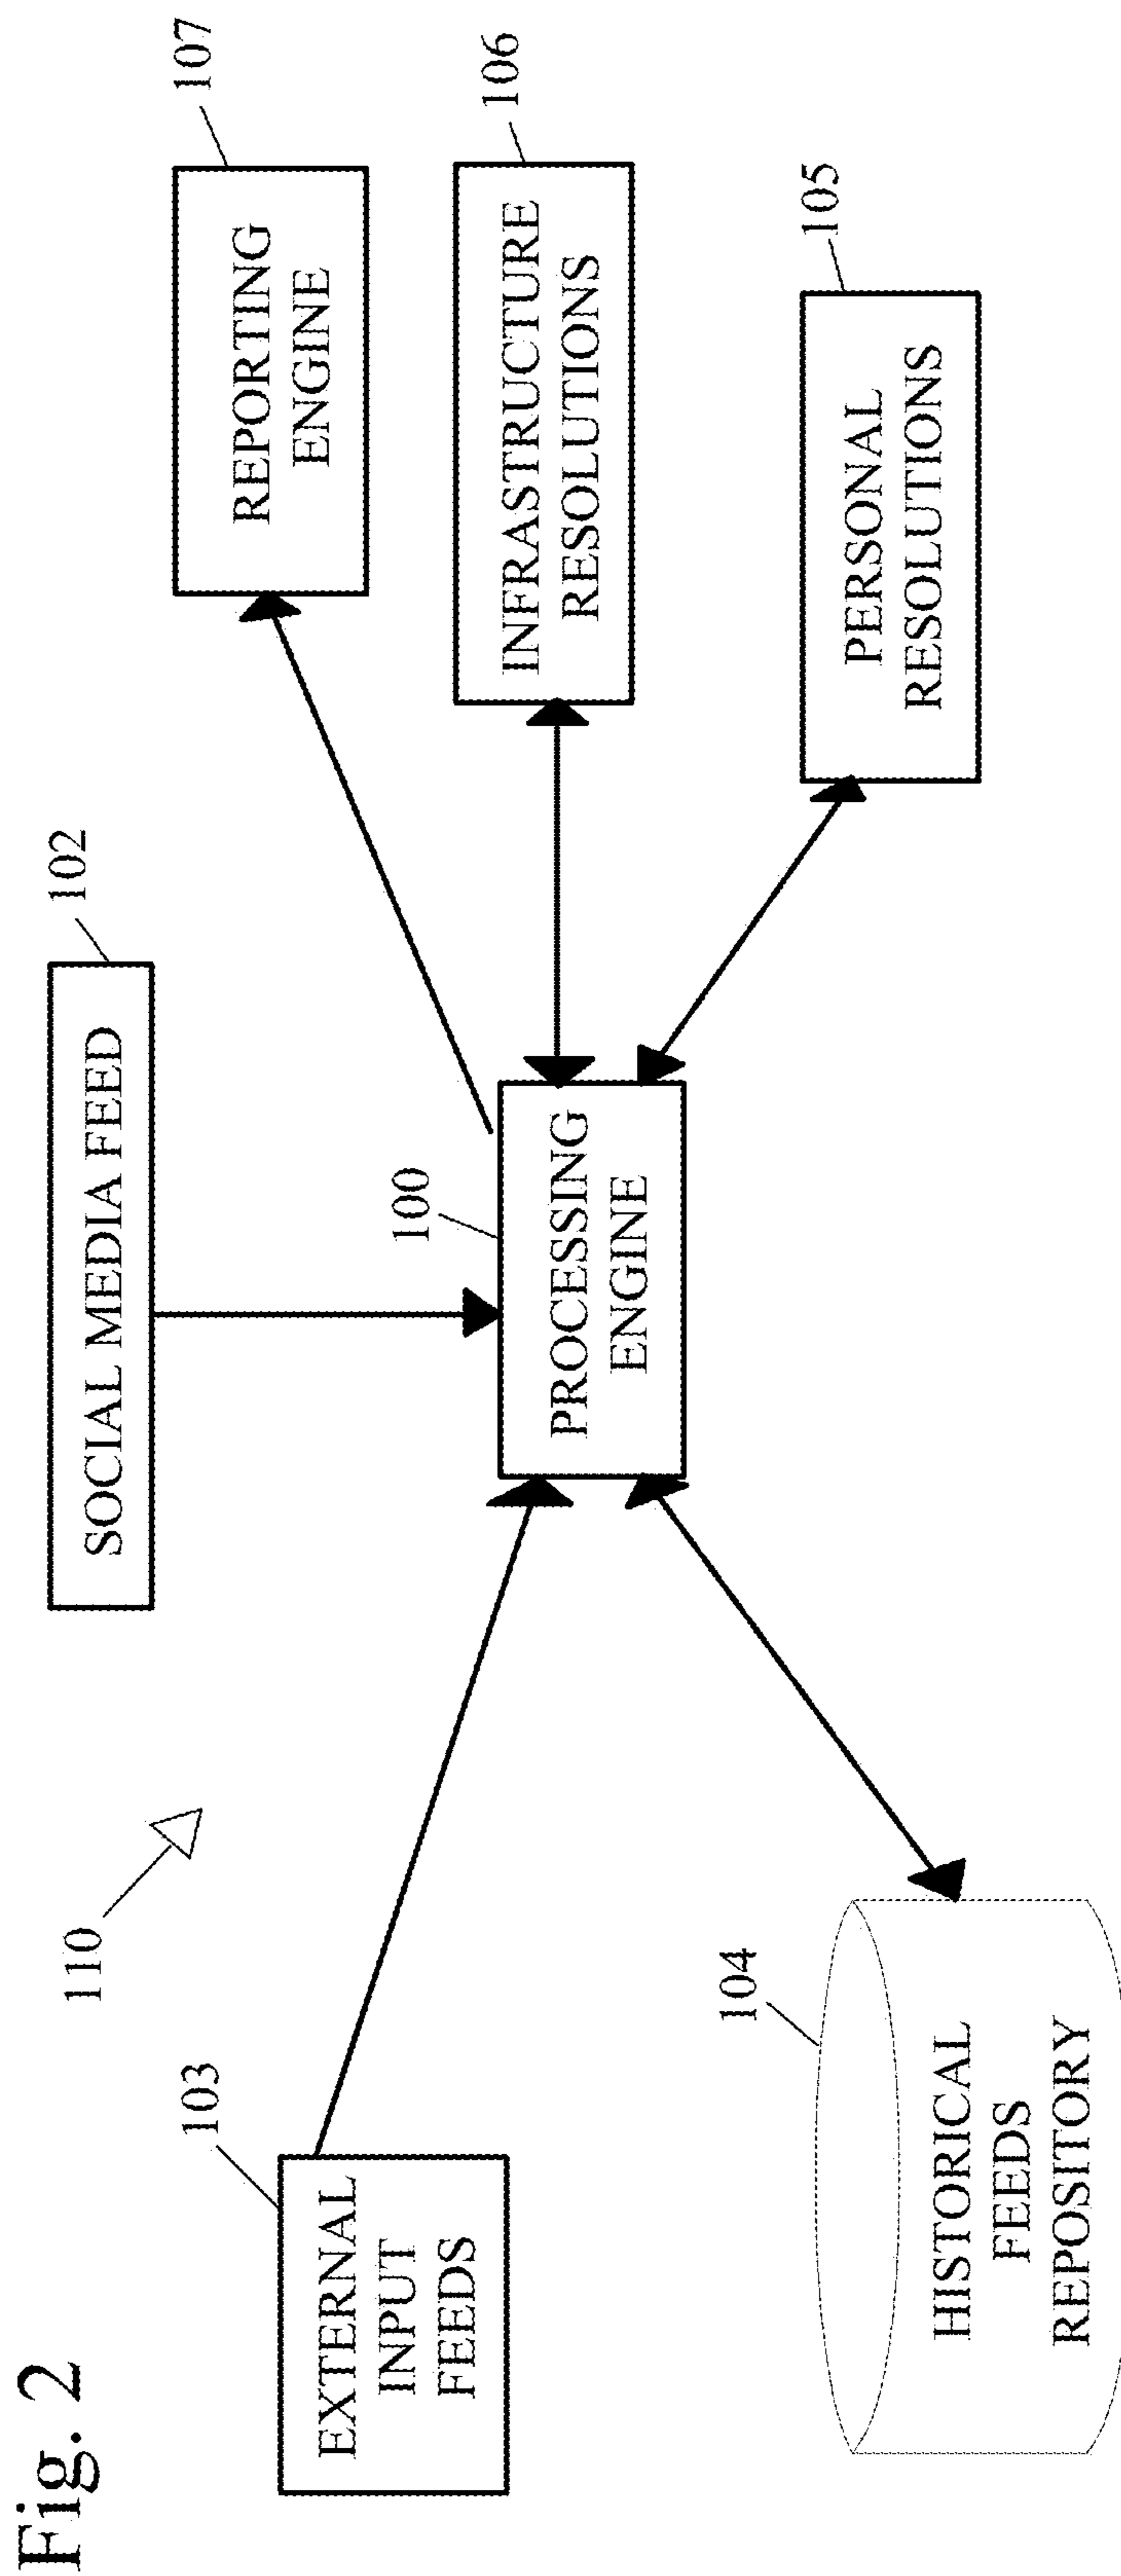 Fig. 2
110
SOCIAL MEDIA FEED
102
103
EXTERNAL
INPUT
FEEDS
100
PROCESSING
ENGINE
107
REPORTING
ENGINE
106
INFRASTRUCTURE
RESOLUTIONS
104
HISTORICAL
FEEDS
REPOSITORY
105
PERSONAL
RESOLUTIONS